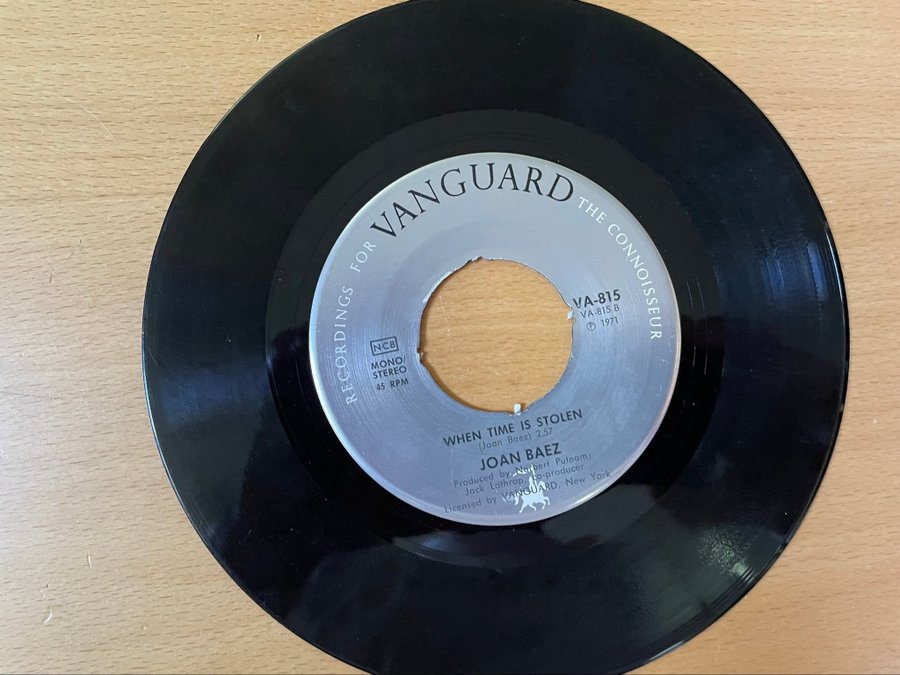 RECORDINGS FOR VANGUARD THE CONNOISSEUR
VA-815
VA-815 B
℗ 1971
NCB
MONO/
STEREO
45 RPM
WHEN TIME IS STOLEN
(Joan Baez) 2.57
JOAN BAEZ
Produced by Norbert Putnam;
Jack Lothrop, co-producer
Licensed by VANGUARD, New York